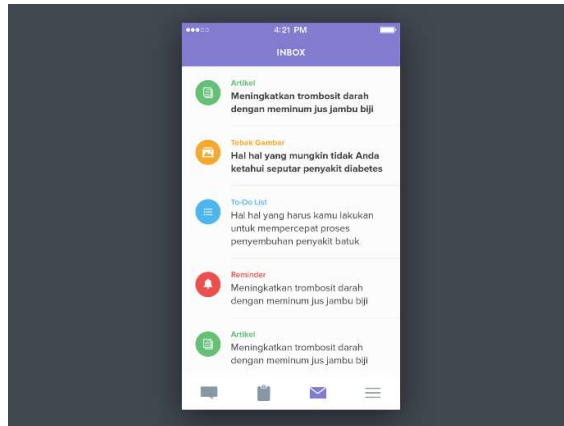 4:21 PM
INBOX
Artikel
Meningkatkan trombosit darah
dengan meminum jus jambu biji
Tebak Gambar
Hal hal yang mungkin tidak Anda
ketahui seputar penyakit diabetes
To-Do List
Hal hal yang harus kamu lakukan
untuk mempercepat proses
penyembuhan penyakit batuk
Reminder
Meningkatkan trombosit darah
dengan meminum jus jambu biji
Artikel
Meningkatkan trombosit darah
dengan meminum jus jambu biji